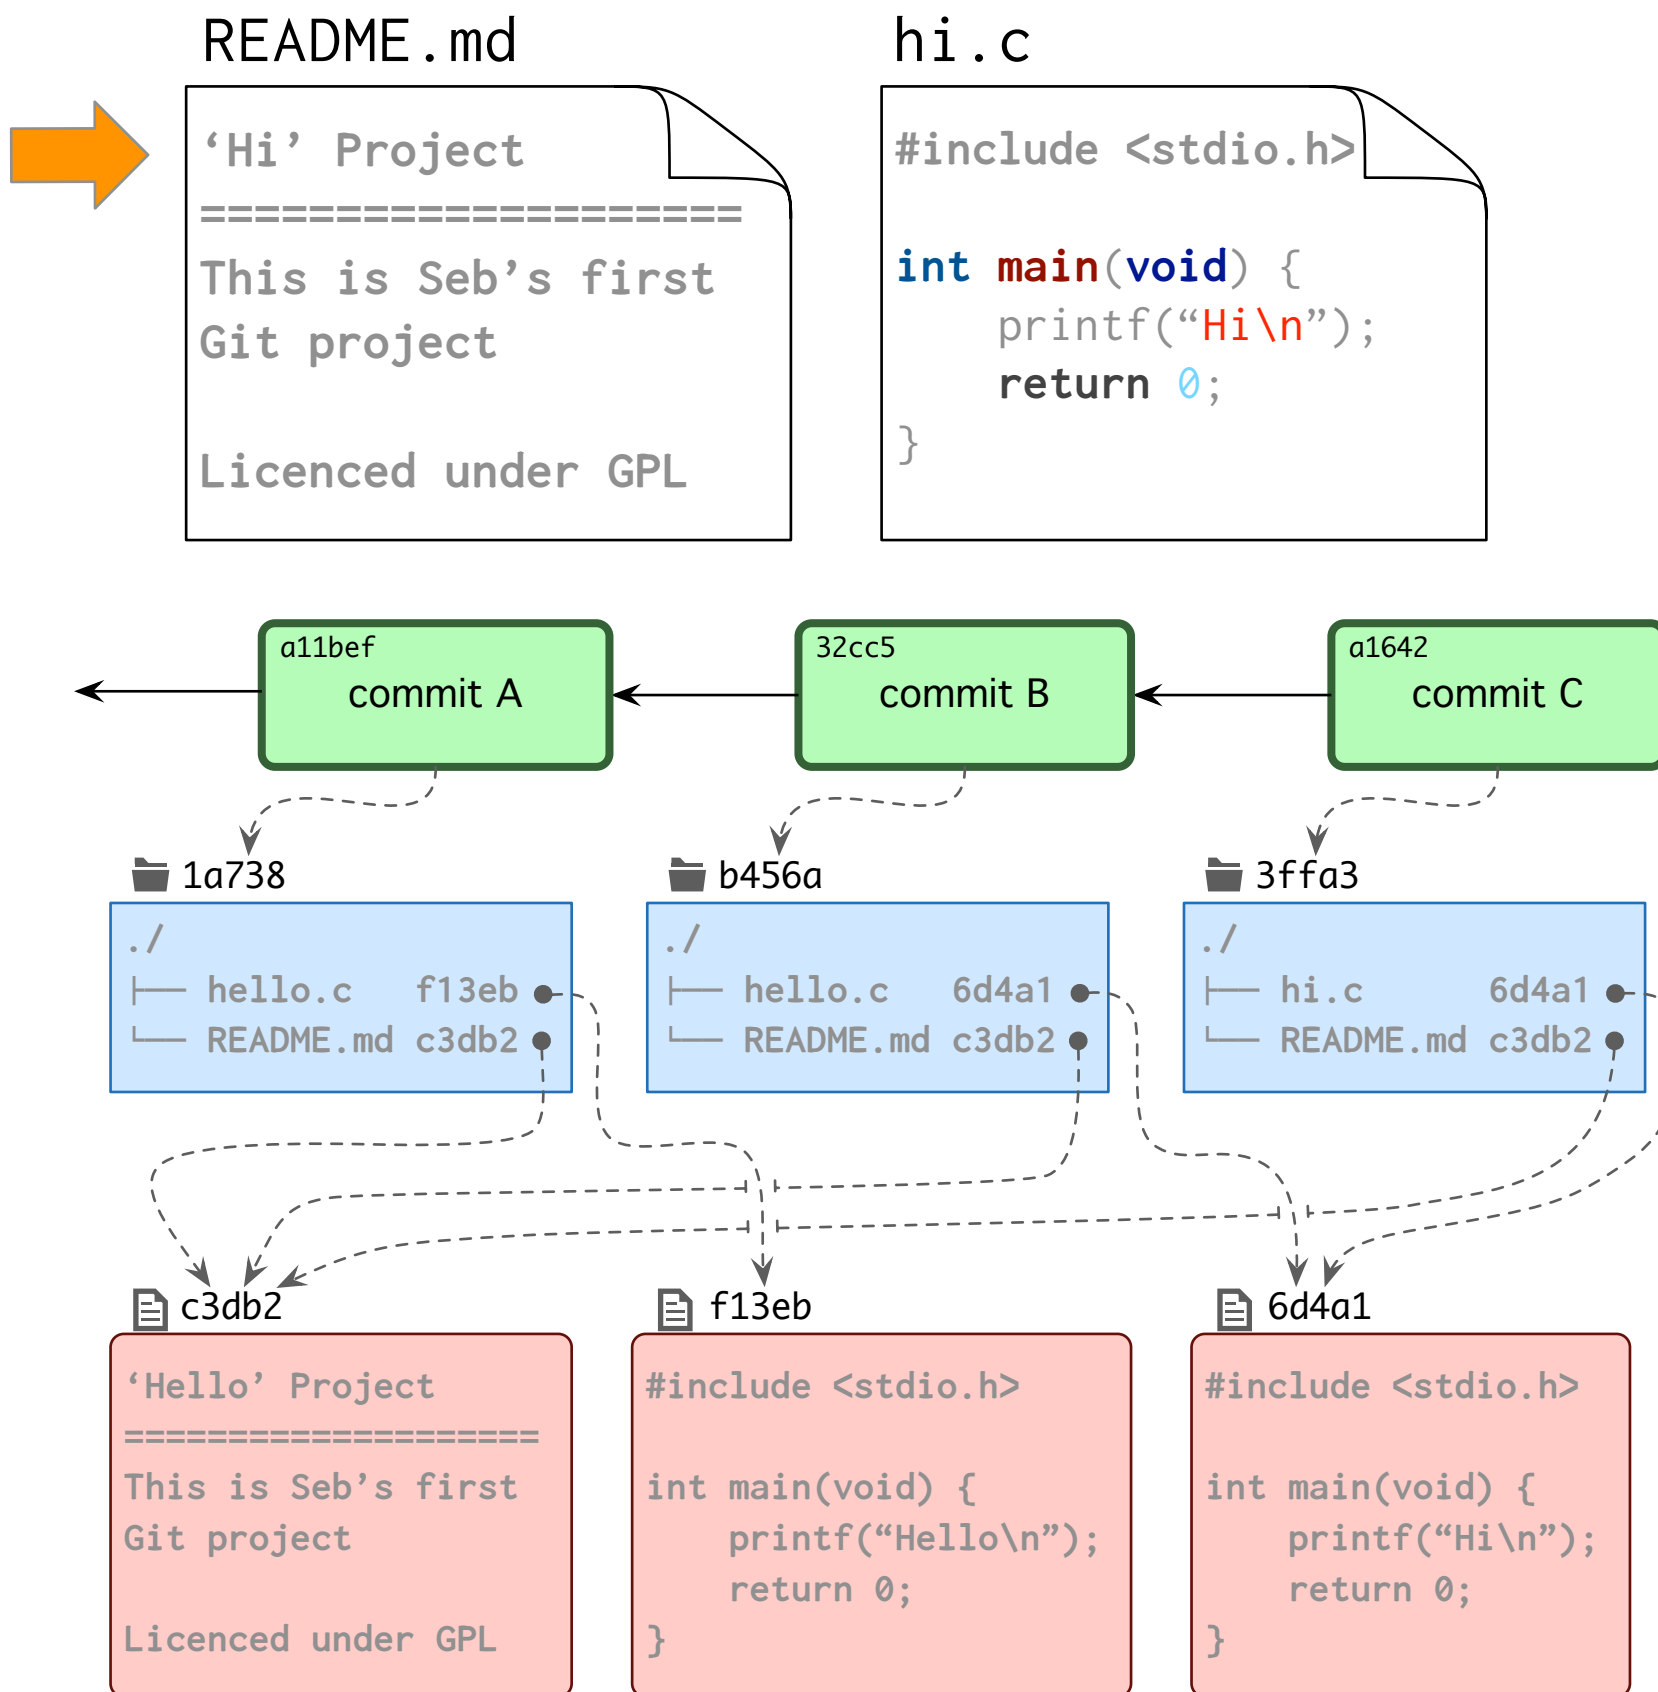 README.md
‘Hi’ Project
====================
This is Seb’s first
Git project
Licenced under GPL
hi.c
#include <stdio.h>
int main(void) {
    printf(“Hi\n”);
    return 0;
}
a11bef
commit A
32cc5
commit B
a1642
commit C
1a738
./
├── hello.c   f13eb
└── README.md c3db2
b456a
./
├── hello.c   6d4a1
└── README.md c3db2
3ffa3
./
├── hi.c      6d4a1
└── README.md c3db2
c3db2
‘Hello’ Project
====================
This is Seb’s first
Git project
Licenced under GPL
f13eb
#include <stdio.h>
int main(void) {
    printf(“Hello\n”);
    return 0;
}
6d4a1
#include <stdio.h>
int main(void) {
    printf(“Hi\n”);
    return 0;
}